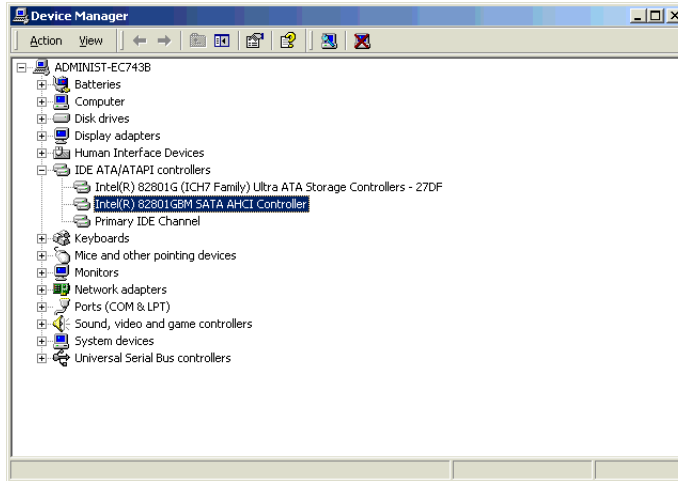 Device Manager
Action View
ADMINIST-EC743B
Batteries
Computer
Disk drives
Display adapters
Human Interface Devices
IDE ATA/ATAPI controllers
Intel(R) 82801G (ICH7 Family) Ultra ATA Storage Controllers - 27DF
Intel(R) 82801GBM SATA AHCI Controller
Primary IDE Channel
Keyboards
Mice and other pointing devices
Monitors
Network adapters
Ports (COM & LPT)
Sound, video and game controllers
System devices
Universal Serial Bus controllers